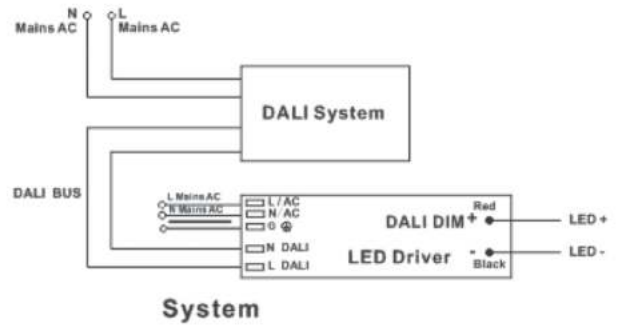 N L
Mains AC Mains AC
DALI System
DALI BUS
L Mains AC
N Mains AC
L / AC
N/ AC
G
N DALI
L DALI
DALI DIM
LED Driver
Red
+
-
Black
LED +
LED -
System